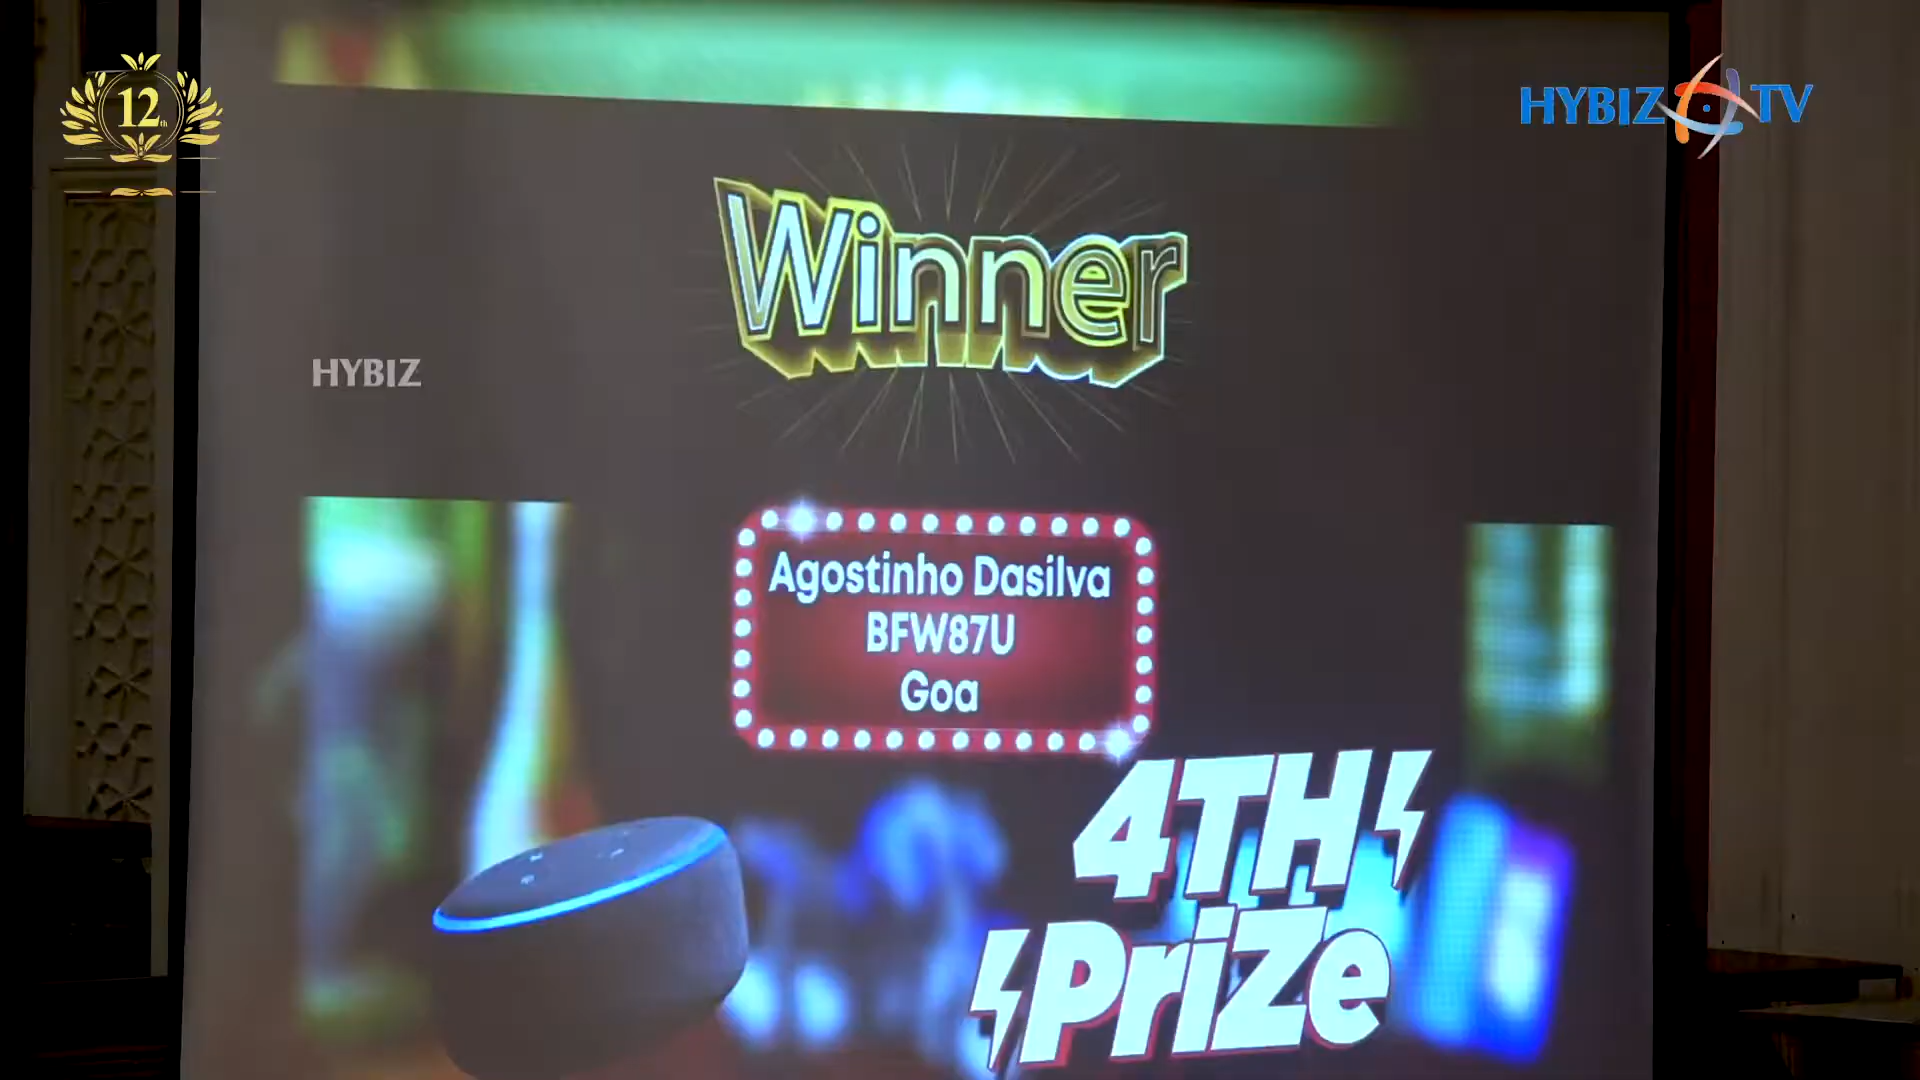 12th
HYBIZ TV
Winner
HYBIZ
Agostinho Dasilva
BFW87U
Goa
4TH
PriZe